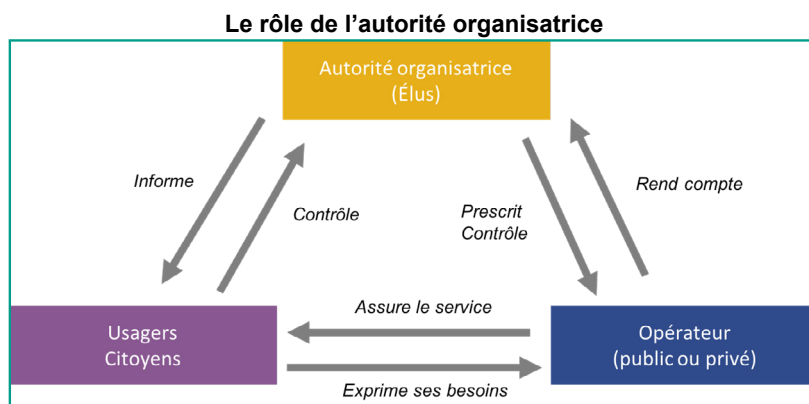 Le rôle de l'autorité organisatrice
Autorité organisatrice
(Élus)
Informe
Contrôle
Prescrit
Contrôle
Rend compte
Assure le service
Usagers
Citoyens
Opérateur
(public ou privé)
Exprime ses besoins